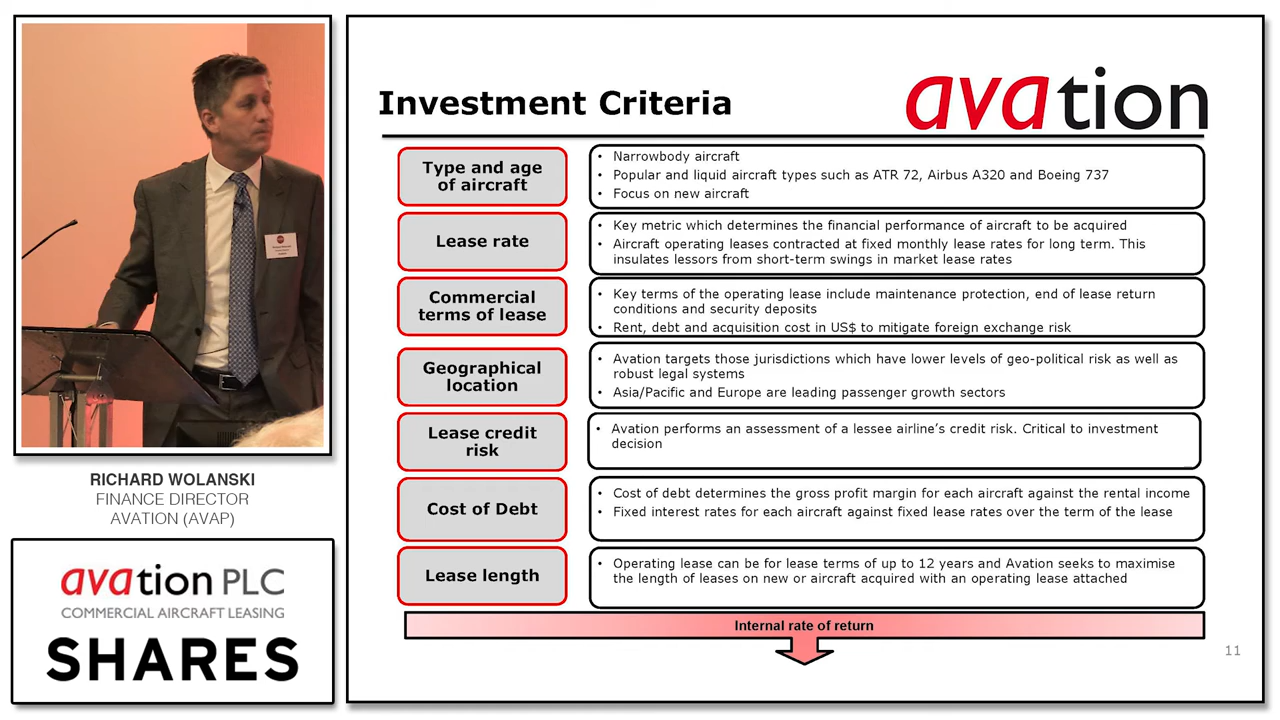 RICHARD WOLANSKI
FINANCE DIRECTOR
AVATION (AVAP)
avation PLC
COMMERCIAL AIRCRAFT LEASING
SHARES
Investment Criteria
avation
Type and age
of aircraft
• Narrowbody aircraft
• Popular and liquid aircraft types such as ATR 72, Airbus A320 and Boeing 737
• Focus on new aircraft
Lease rate
• Key metric which determines the financial performance of aircraft to be acquired
• Aircraft operating leases contracted at fixed monthly lease rates for long term. This
insulates lessors from short-term swings in market lease rates
Commercial
terms of lease
• Key terms of the operating lease include maintenance protection, end of lease return
conditions and security deposits
• Rent, debt and acquisition cost in US$ to mitigate foreign exchange risk
Geographical
location
• Avation targets those jurisdictions which have lower levels of geo-political risk as well as
robust legal systems
• Asia/Pacific and Europe are leading passenger growth sectors
Lease credit
risk
• Avation performs an assessment of a lessee airline’s credit risk. Critical to investment
decision
Cost of Debt
• Cost of debt determines the gross profit margin for each aircraft against the rental income
• Fixed interest rates for each aircraft against fixed lease rates over the term of the lease
Lease length
• Operating lease can be for lease terms of up to 12 years and Avation seeks to maximise
the length of leases on new or aircraft acquired with an operating lease attached
Internal rate of return
11